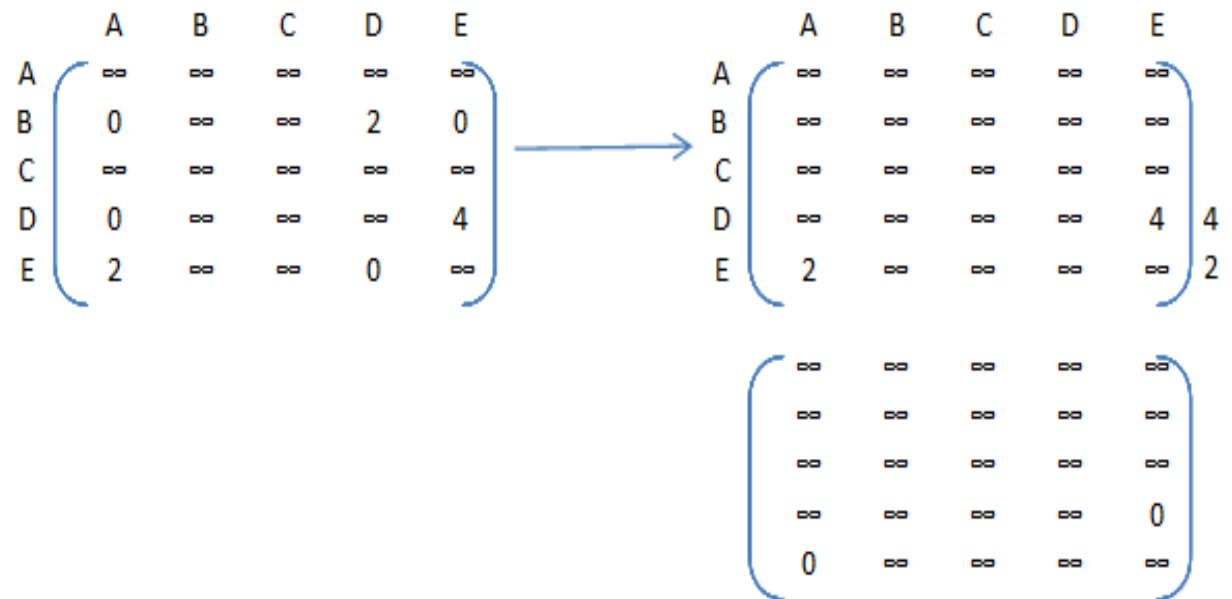 A B C D E
A ∞ ∞ ∞ ∞ ∞
B 0 ∞ ∞ 2 0
C ∞ ∞ ∞ ∞ ∞
D 0 ∞ ∞ ∞ 4
E 2 ∞ ∞ 0 ∞
A B C D E
A ∞ ∞ ∞ ∞ ∞
B ∞ ∞ ∞ ∞ ∞
C ∞ ∞ ∞ ∞ ∞
D ∞ ∞ ∞ ∞ 4 4
E 2 ∞ ∞ ∞ ∞ 2
∞ ∞ ∞ ∞ ∞
∞ ∞ ∞ ∞ ∞
∞ ∞ ∞ ∞ ∞
∞ ∞ ∞ ∞ 0
0 ∞ ∞ ∞ ∞